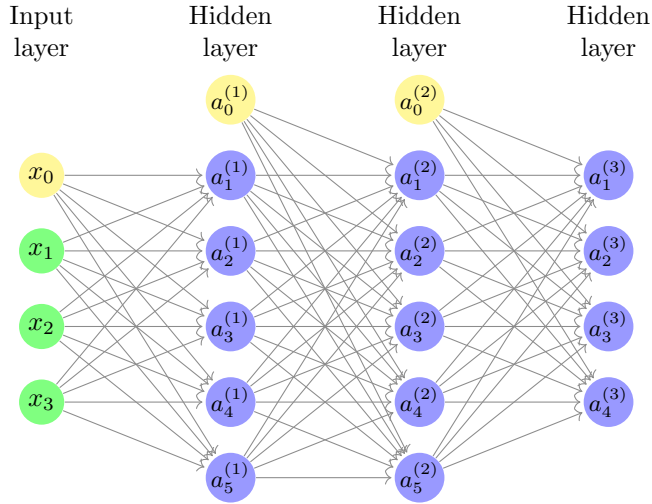 Input layer
Hidden layer
Hidden layer
Hidden layer
a_0^{(1)} a_0^{(2)}
x_0 a_1^{(1)} a_1^{(2)} a_1^{(3)}
x_1 a_2^{(1)} a_2^{(2)} a_2^{(3)}
x_2 a_3^{(1)} a_3^{(2)} a_3^{(3)}
x_3 a_4^{(1)} a_4^{(2)} a_4^{(3)}
a_5^{(1)} a_5^{(2)}